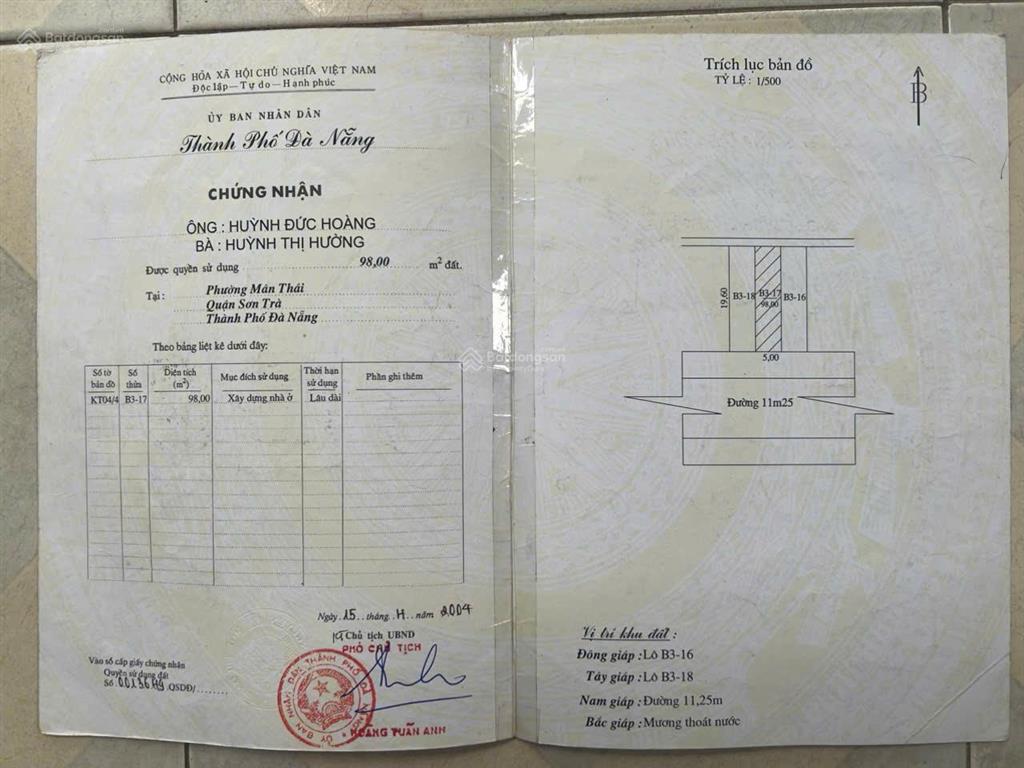 Batdongsan
CỘNG HÒA XÃ HỘI CHỦ NGHĨA VIỆT NAM
Độc lập - Tự do - Hạnh phúc
ỦY BAN NHÂN DÂN
Thành Phố Đà Nẵng
CHỨNG NHẬN
ÔNG : HUỲNH ĐỨC HOÀNG
BÀ : HUỲNH THỊ HƯỜNG
Được quyền sử dụng 98,00 m² đất.
Tại : Phường Mân Thái
Quận Sơn Trà
Thành Phố Đà Nẵng
Theo bảng liệt kê dưới đây:
Số tờ bản đồ Số thửa Diện tích (m²) Mục đích sử dụng Thời hạn sử dụng Phần ghi thêm
KT04/4 B3-17 98,00 Xây dựng nhà ở Lâu dài
Ngày 15 tháng năm 2004
Chủ tịch UBND
PHÓ CHỦ TỊCH
HOÀNG TUẤN ANH
Vào sổ cấp giấy chứng nhận
Quyền sử dụng đất
Số QSDĐ/
Batdongsan
Trích lục bản đồ
TỶ LỆ : 1/500
B
19,60
B3-18
B3-17
98,00
B3-16
5,00
Đường 11m25
Vị trí khu đất :
Đông giáp : Lô B3-16
Tây giáp : Lô B3-18
Nam giáp : Đường 11,25m
Bắc giáp : Mương thoát nước
Batdongsan